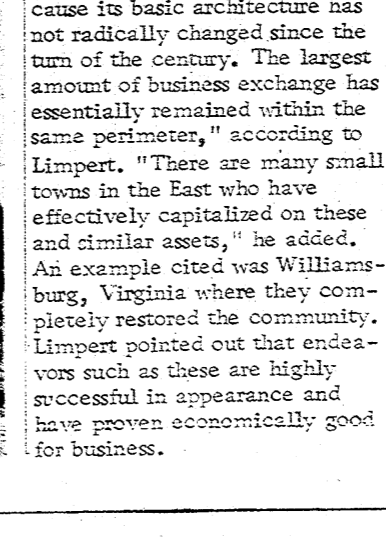 cause its basic architecture has
not radically changed since the
turn of the century. The largest
amount of business exchange has
essentially remained within the
same perimeter," according to
Limpert. "There are many small
towns in the East who have
effectively capitalized on these
and similar assets," he added.
An example cited was Williams-
burg, Virginia where they com-
pletely restored the community.
Limpert pointed out that endea-
vors such as these are highly
successful in appearance and
have proven economically good
for business.